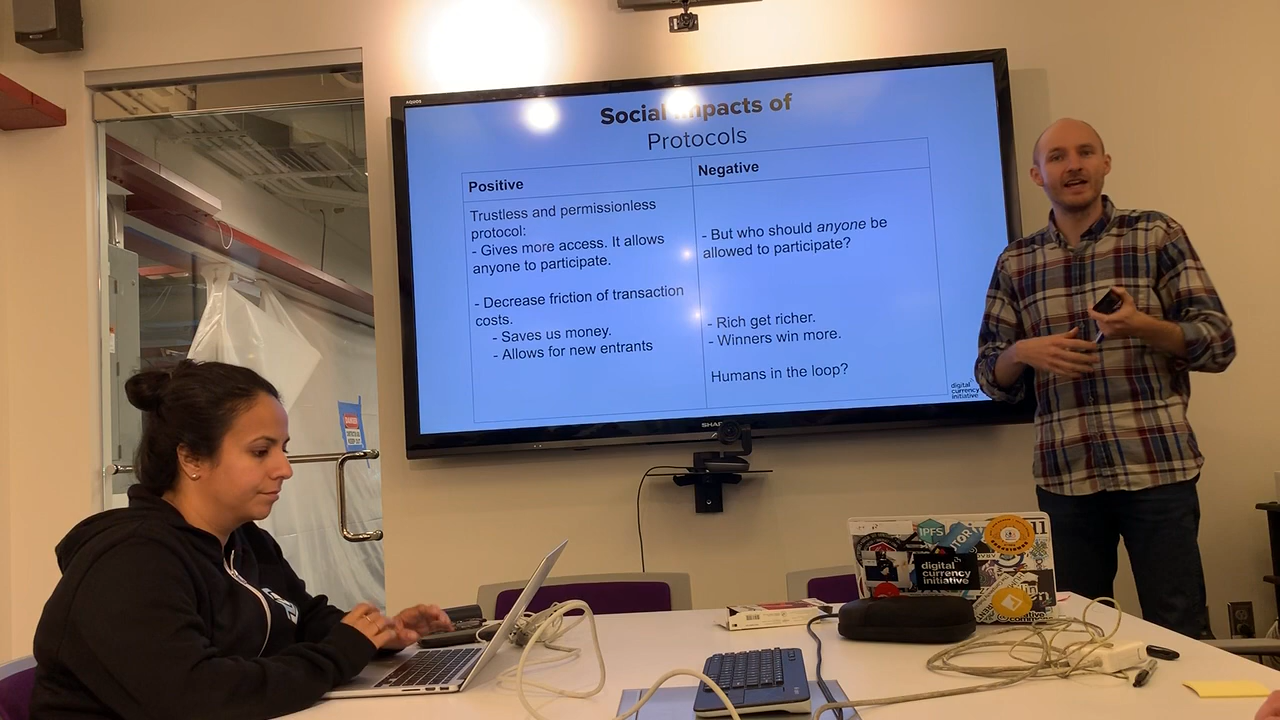 AQUOS
Social Impacts of
Protocols
Positive
Negative
Trustless and permissionless
protocol:
- Gives more access. It allows
anyone to participate.
- Decrease friction of transaction
costs.
- Saves us money.
- Allows for new entrants
- But who should anyone be
allowed to participate?
- Rich get richer.
- Winners win more.
Humans in the loop?
digital
currency
initiative
DANGER
IPFS
digital
currency
initiative